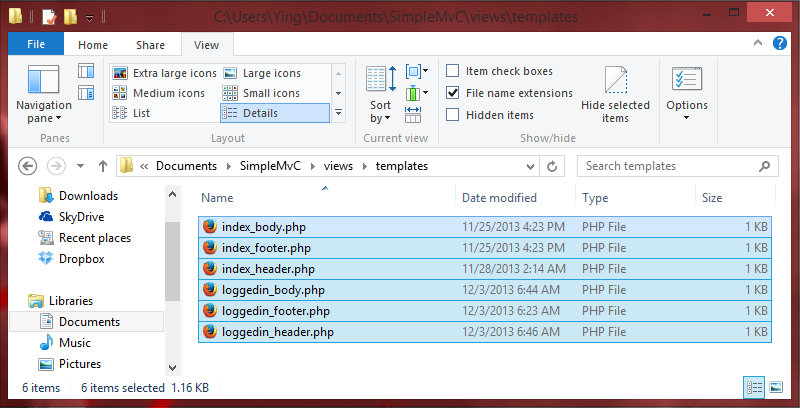 C:\Users\Ying\Documents\SimpleMvC\views\templates
File Home Share View
Navigation pane
Panes
Extra large icons Large icons
Medium icons Small icons
List Details
Layout
Sort by
Current view
Item check boxes
File name extensions
Hidden items
Hide selected items
Show/hide
Options
« Documents SimpleMvC views templates
Search templates
Downloads
SkyDrive
Recent places
Dropbox
Libraries
Documents
Music
Pictures
Name Date modified Type Size
index_body.php 11/25/2013 4:23 PM PHP File 1 KB
index_footer.php 11/25/2013 4:23 PM PHP File 1 KB
index_header.php 11/28/2013 2:14 AM PHP File 1 KB
loggedin_body.php 12/3/2013 6:44 AM PHP File 1 KB
loggedin_footer.php 12/3/2013 6:23 AM PHP File 1 KB
loggedin_header.php 12/3/2013 6:46 AM PHP File 1 KB
6 items 6 items selected 1.16 KB